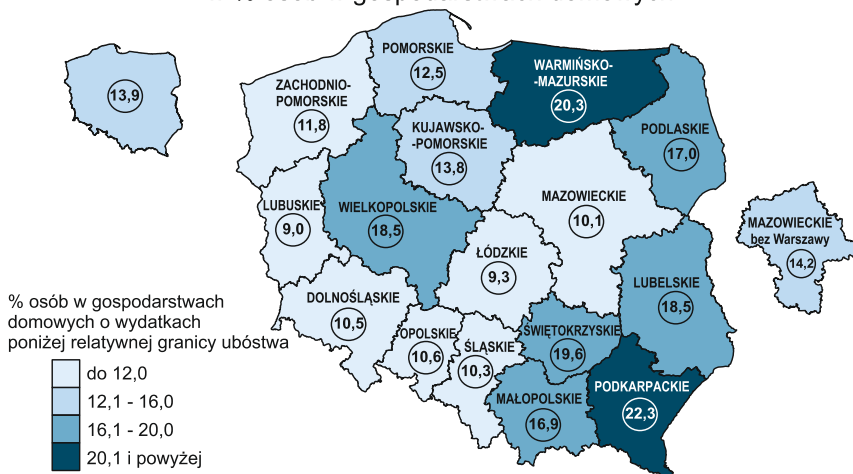 POMORSKIE
12,5
WARMIŃSKO-
-MAZURSKIE
20,3
13,9
ZACHODNIO-
POMORSKIE
11,8
KUJAWSKO-
-POMORSKIE
13,8
PODLASKIE
17,0
LUBUSKIE
9,0
WIELKOPOLSKIE
18,5
MAZOWIECKIE
10,1
MAZOWIECKIE
bez Warszawy
14,2
ŁÓDZKIE
9,3
LUBELSKIE
18,5
DOLNOŚLĄSKIE
10,5
OPOLSKIE
10,6
ŚLĄSKIE
10,3
ŚWIĘTOKRZYSKIE
19,6
MAŁOPOLSKIE
16,9
PODKARPACKIE
22,3
% osób w gospodarstwach
domowych o wydatkach
poniżej relatywnej granicy ubóstwa
do 12,0
12,1 - 16,0
16,1 - 20,0
20,1 i powyżej